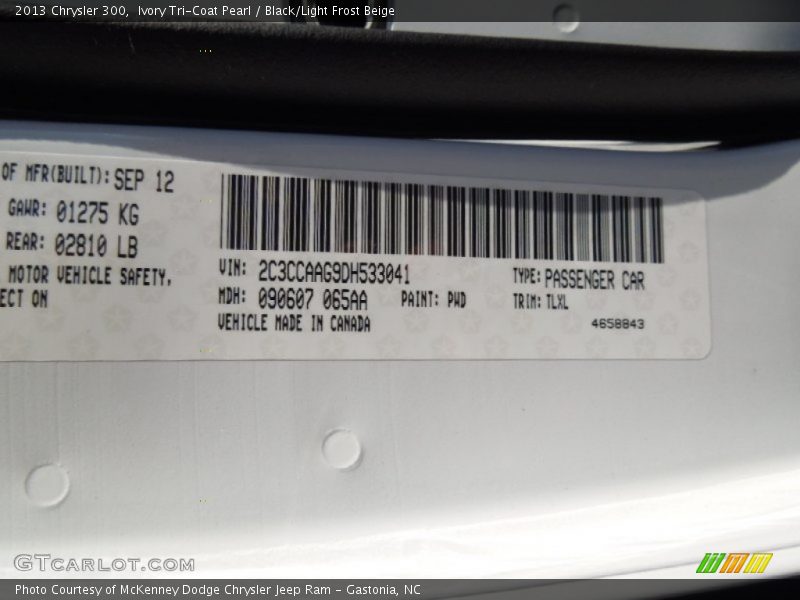 2013 Chrysler 300, Ivory Tri-Coat Pearl / Black/Light Frost Beige
OF MFR(BUILT): SEP 12
GAWR: 01275 KG
REAR: 02810 LB
MOTOR VEHICLE SAFETY,
ECT ON
VIN: 2C3CCAAG9DH533041
TYPE: PASSENGER CAR
MDH: 090607 065AA
PAINT: PWD
TRIM: TLXL
VEHICLE MADE IN CANADA
4658843
GTCARLOT.COM
Photo Courtesy of McKenney Dodge Chrysler Jeep Ram - Gastonia, NC